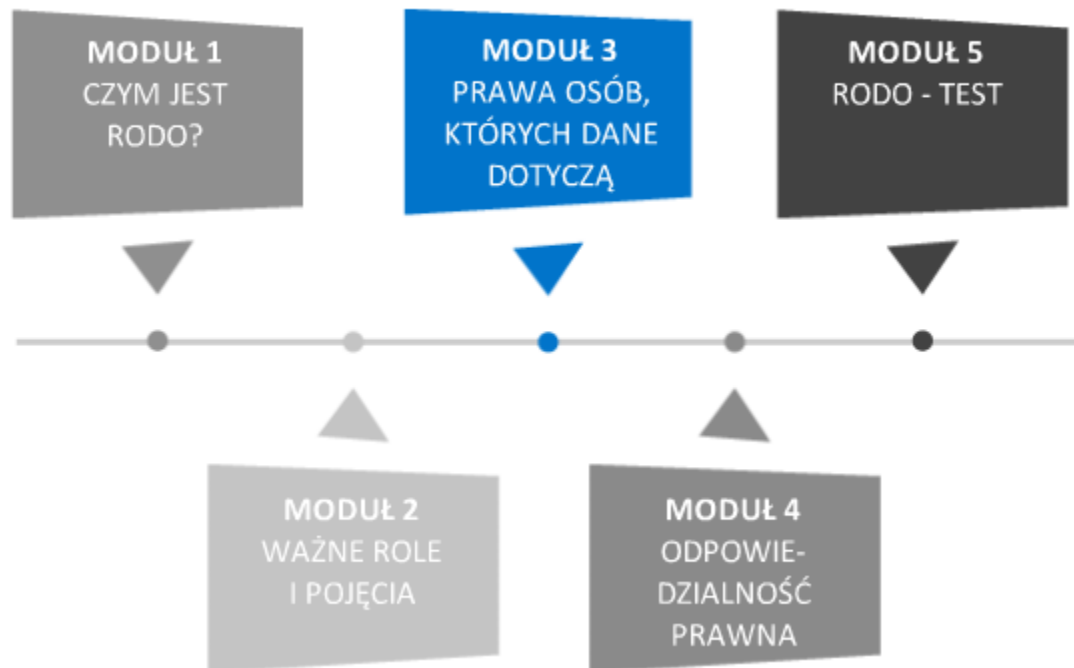 MODUŁ 1
CZYM JEST
RODO?
MODUŁ 2
WAŻNE ROLE
I POJĘCIA
MODUŁ 3
PRAWA OSÓB,
KTÓRYCH DANE
DOTYCZĄ
MODUŁ 4
ODPOWIE-
DZIALNOŚĆ
PRAWNA
MODUŁ 5
RODO - TEST